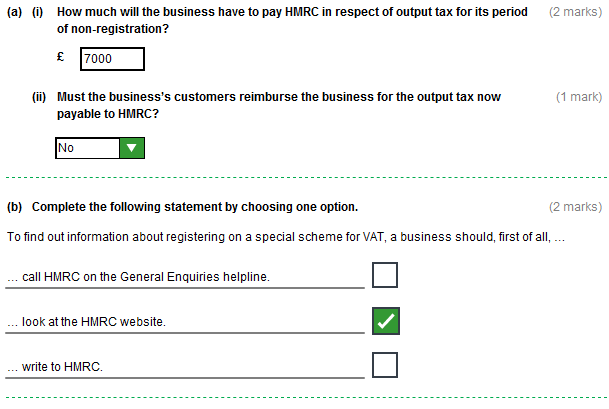 (a) (i) How much will the business have to pay HMRC in respect of output tax for its period (2 marks)
of non-registration?
£ 7000
(ii) Must the business's customers reimburse the business for the output tax now (1 mark)
payable to HMRC?
No
(b) Complete the following statement by choosing one option. (2 marks)
To find out information about registering on a special scheme for VAT, a business should, first of all, ...
... call HMRC on the General Enquiries helpline.
... look at the HMRC website.
... write to HMRC.